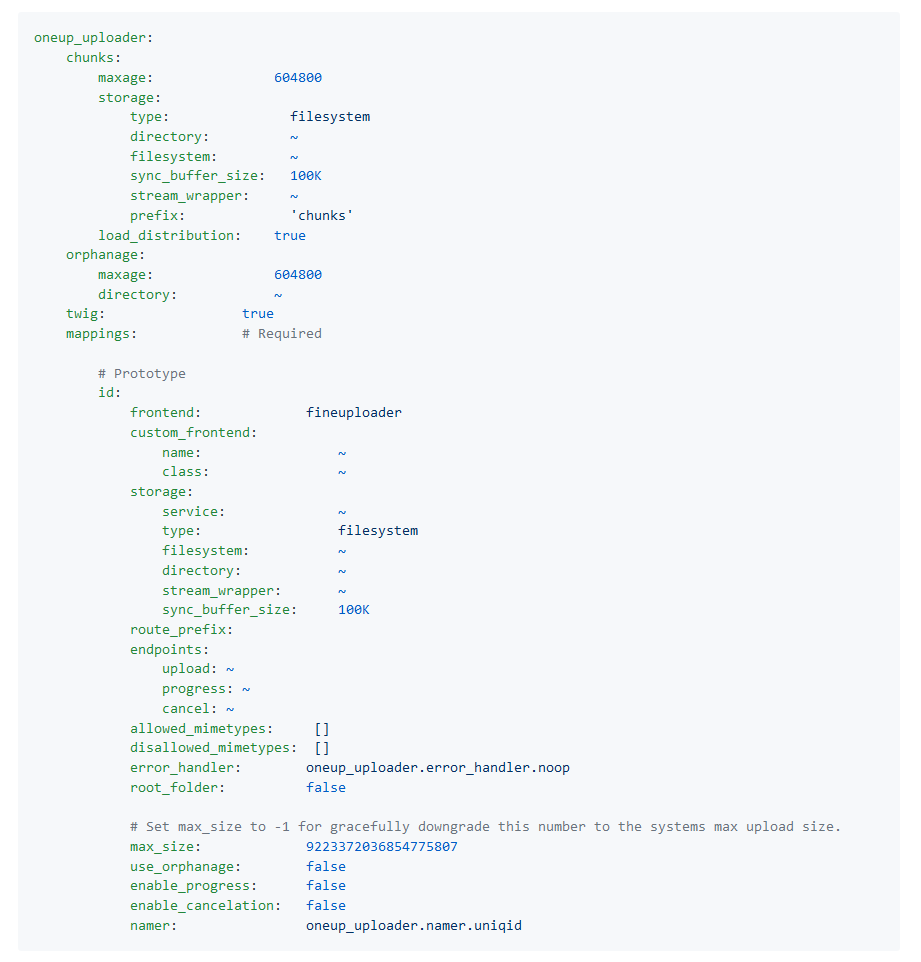 oneup_uploader:
    chunks:
        maxage:               604800
        storage:
            type:               filesystem
            directory:          ~
            filesystem:         ~
            sync_buffer_size:   100K
            stream_wrapper:     ~
            prefix:             'chunks'
        load_distribution:    true
    orphanage:
        maxage:               604800
        directory:            ~
    twig:                 true
    mappings:             # Required

        # Prototype
        id:
            frontend:             fineuploader
            custom_frontend:
                name:                 ~
                class:                ~
            storage:
                service:              ~
                type:                 filesystem
                filesystem:           ~
                directory:            ~
                stream_wrapper:       ~
                sync_buffer_size:     100K
            route_prefix:
            endpoints:
                upload: ~
                progress: ~
                cancel: ~
            allowed_mimetypes:     []
            disallowed_mimetypes:  []
            error_handler:        oneup_uploader.error_handler.noop
            root_folder:          false

            # Set max_size to -1 for gracefully downgrade this number to the systems max upload size.
            max_size:             9223372036854775807
            use_orphanage:        false
            enable_progress:      false
            enable_cancelation:   false
            namer:                oneup_uploader.namer.uniqid